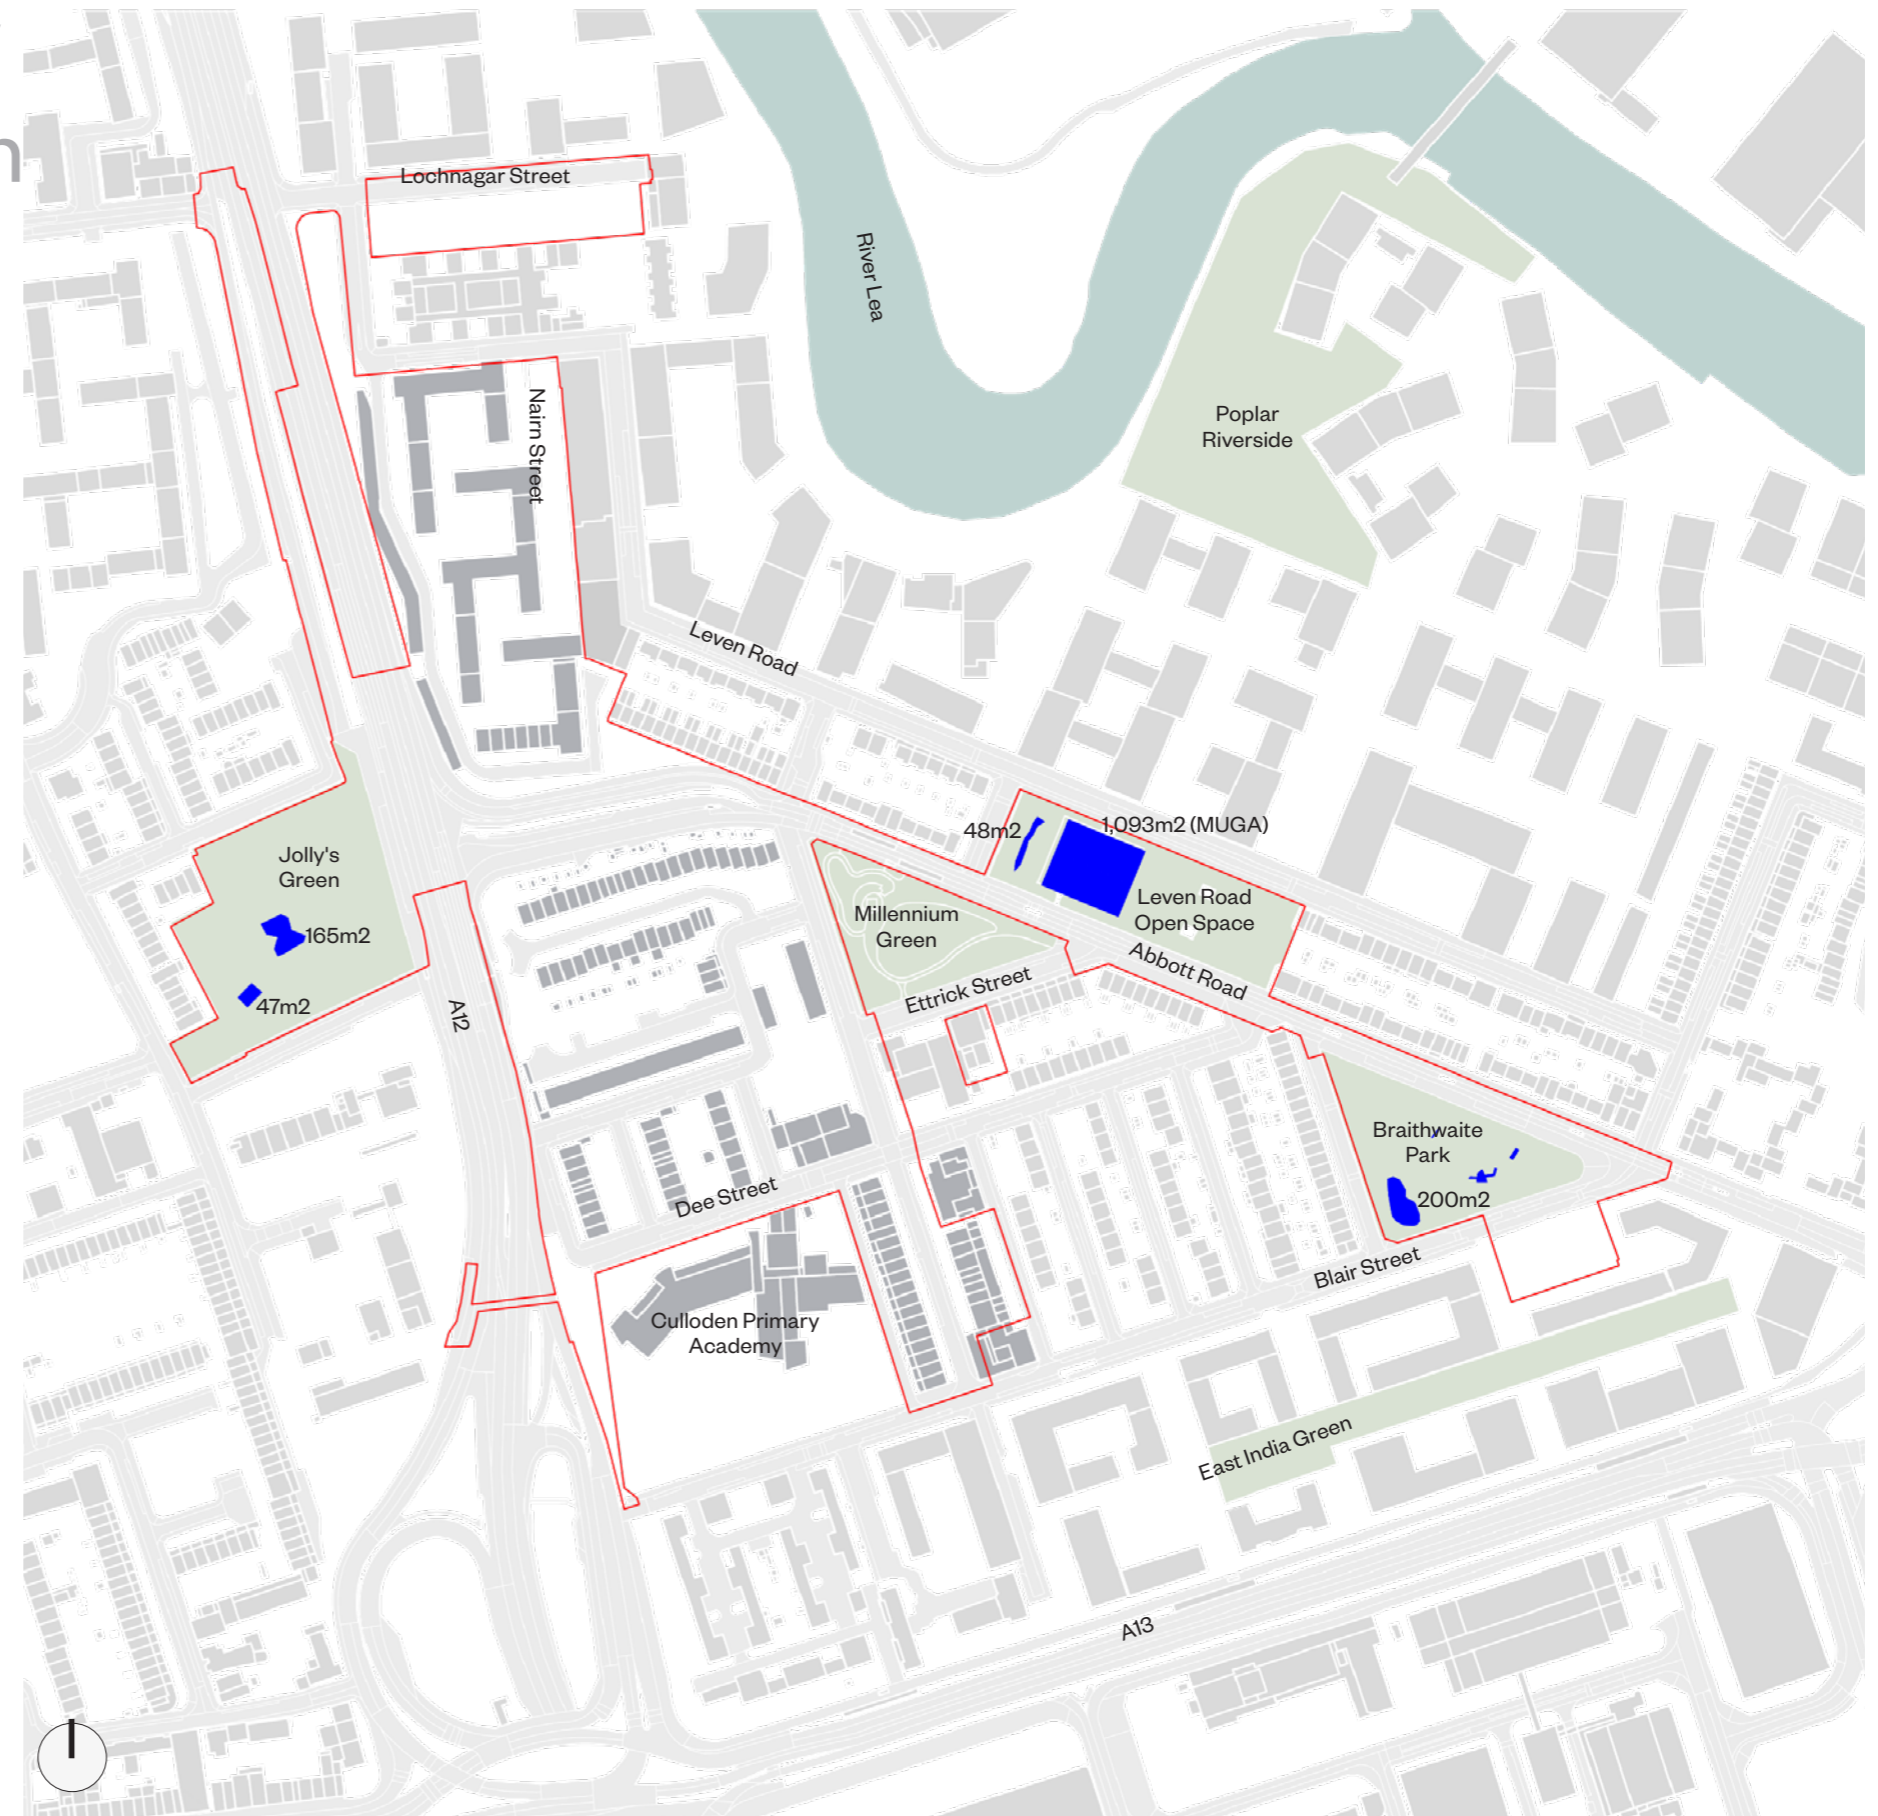 n
Lochnagar Street
River Lea
Nairn Street
Poplar
Riverside
Leven Road
48m2
1,093m2 (MUGA)
Jolly's
Green
Leven Road
Open Space
Millennium
Green
165m2
Abbott Road
Ettrick Street
47m2
A12
Braithwaite
Park
200m2
Dee Street
Blair Street
Culloden Primary
Academy
East India Green
A13